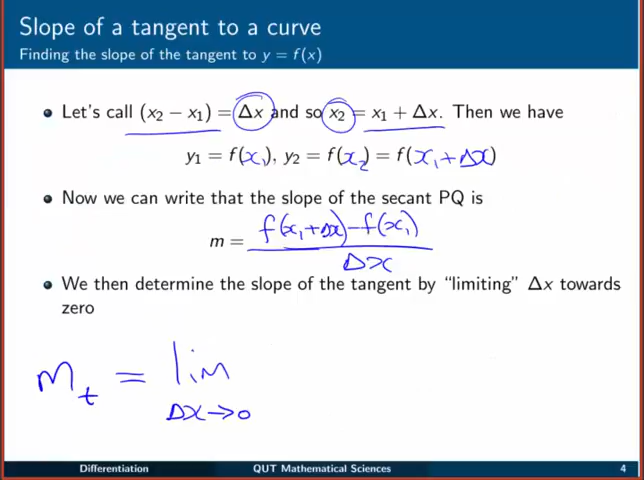 Slope of a tangent to a curve
Finding the slope of the tangent to y = f(x)
Let's call (x₂ − x₁) = Δx and so x₂ = x₁ + Δx. Then we have
y₁ = f(x₁), y₂ = f(x₂) = f(x₁+Δx)
Now we can write that the slope of the secant PQ is
f(x₁+Δx)−f(x₁)
m =
Δx
We then determine the slope of the tangent by “limiting” Δx towards
zero
m_t = lim
Δx→0
Differentiation QUT Mathematical Sciences 4